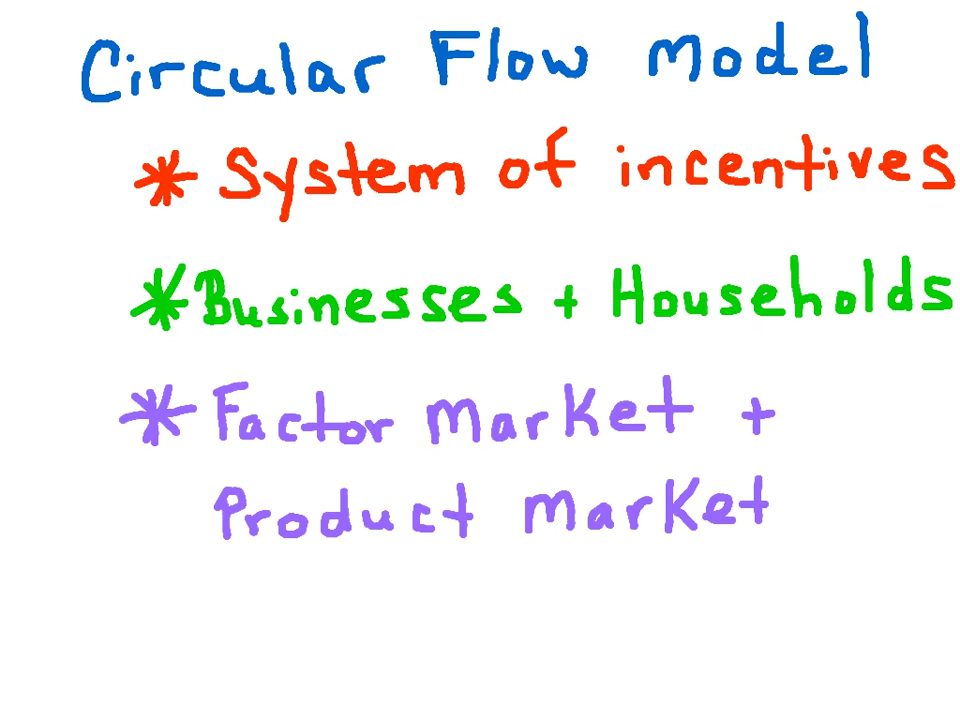 Circular Flow Model
* System of incentives
* Businesses + Households
* Factor Market +
Product Market